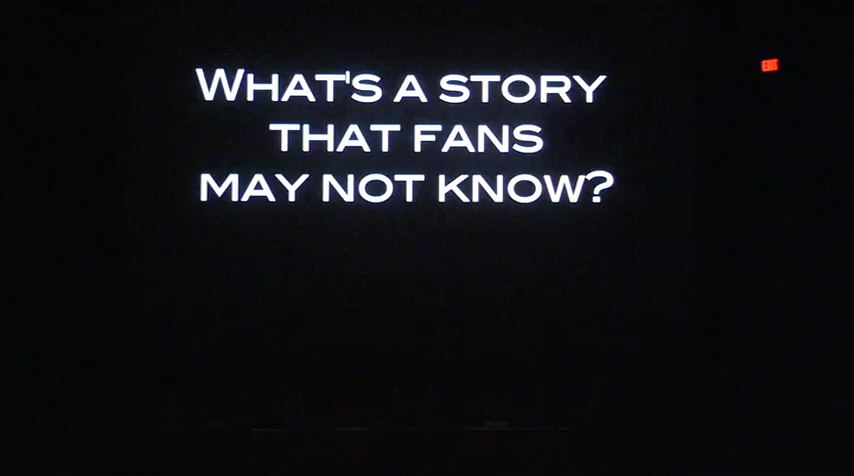 WHAT'S A STORY
THAT FANS
MAY NOT KNOW?
EXIT